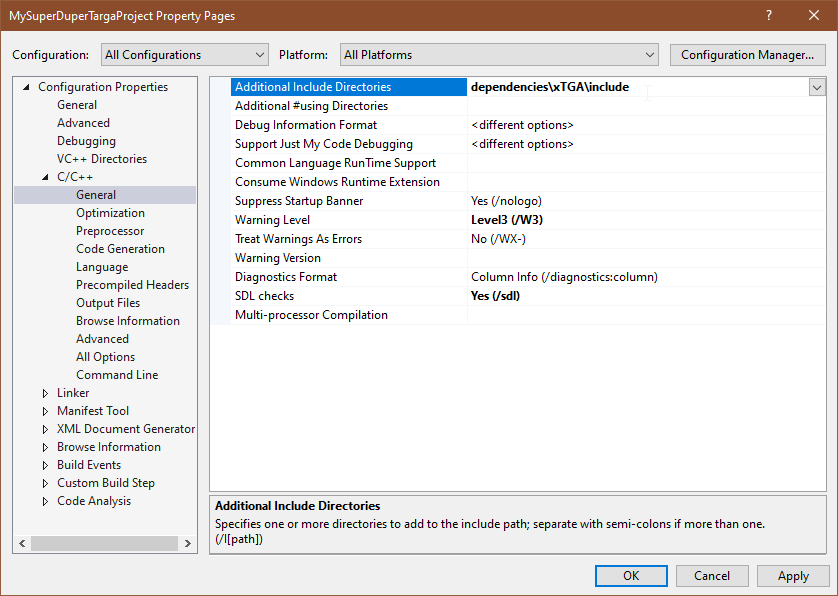 MySuperDuperTargaProject Property Pages ?
Configuration: All Configurations Platform: All Platforms Configuration Manager...
Configuration Properties
General
Advanced
Debugging
VC++ Directories
C/C++
General
Optimization
Preprocessor
Code Generation
Language
Precompiled Headers
Output Files
Browse Information
Advanced
All Options
Command Line
Linker
Manifest Tool
XML Document Generator
Browse Information
Build Events
Custom Build Step
Code Analysis
Additional Include Directories dependencies\xTGA\include
Additional #using Directories
Debug Information Format <different options>
Support Just My Code Debugging <different options>
Common Language RunTime Support
Consume Windows Runtime Extension
Suppress Startup Banner Yes (/nologo)
Warning Level Level3 (/W3)
Treat Warnings As Errors No (/WX-)
Warning Version
Diagnostics Format Column Info (/diagnostics:column)
SDL checks Yes (/sdl)
Multi-processor Compilation
Additional Include Directories
Specifies one or more directories to add to the include path; separate with semi-colons if more than one.
(/I[path])
OK Cancel Apply